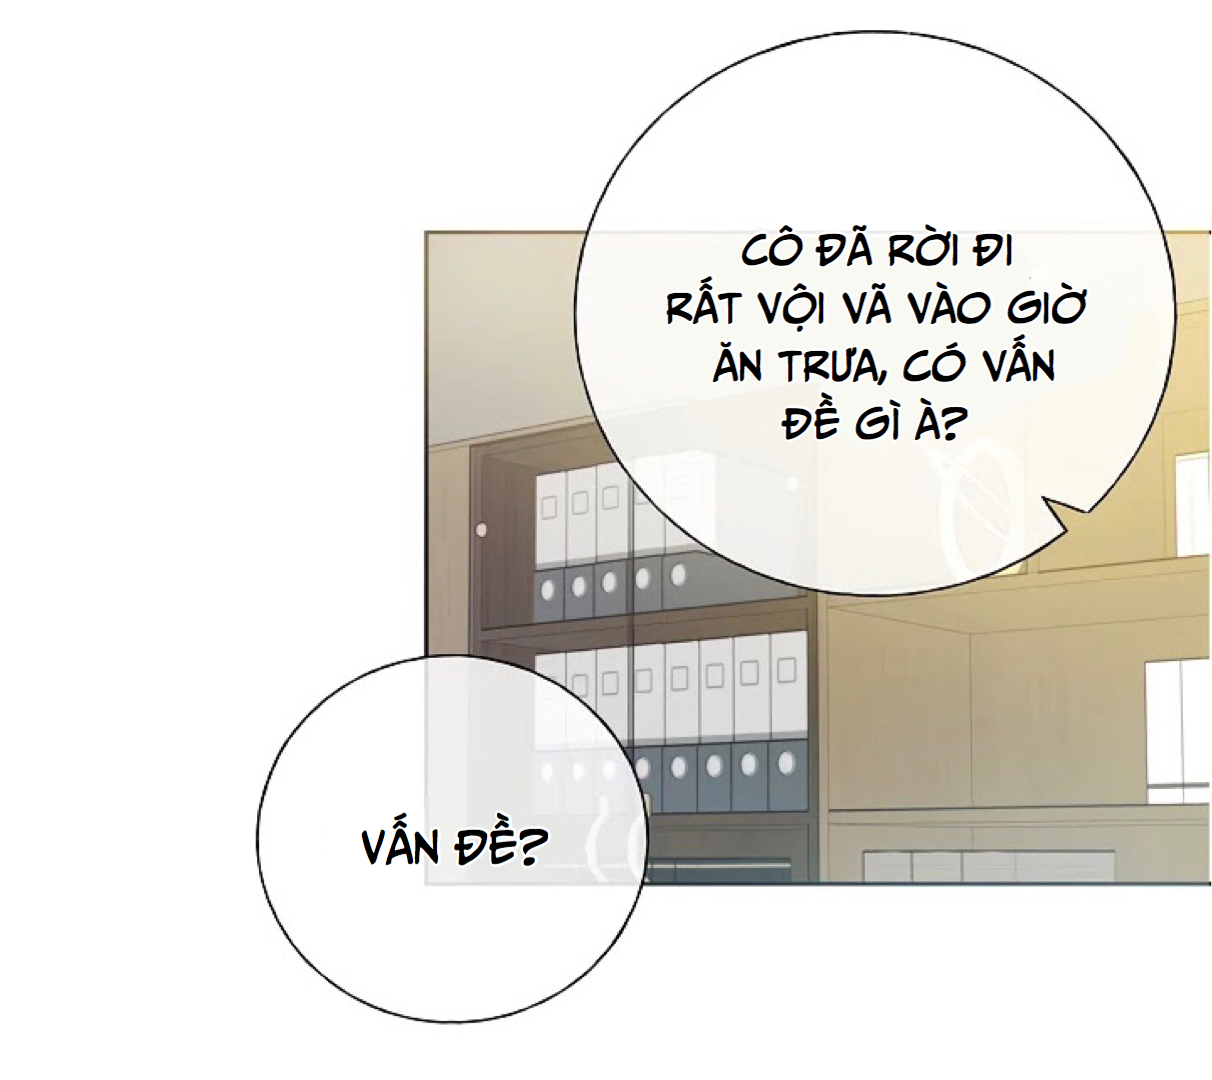 CÔ ĐÃ RỜI ĐI
RẤT VỘI VÃ VÀO GIỜ
ĂN TRƯA, CÓ VẤN
ĐỀ GÌ À?
VẤN ĐỀ?